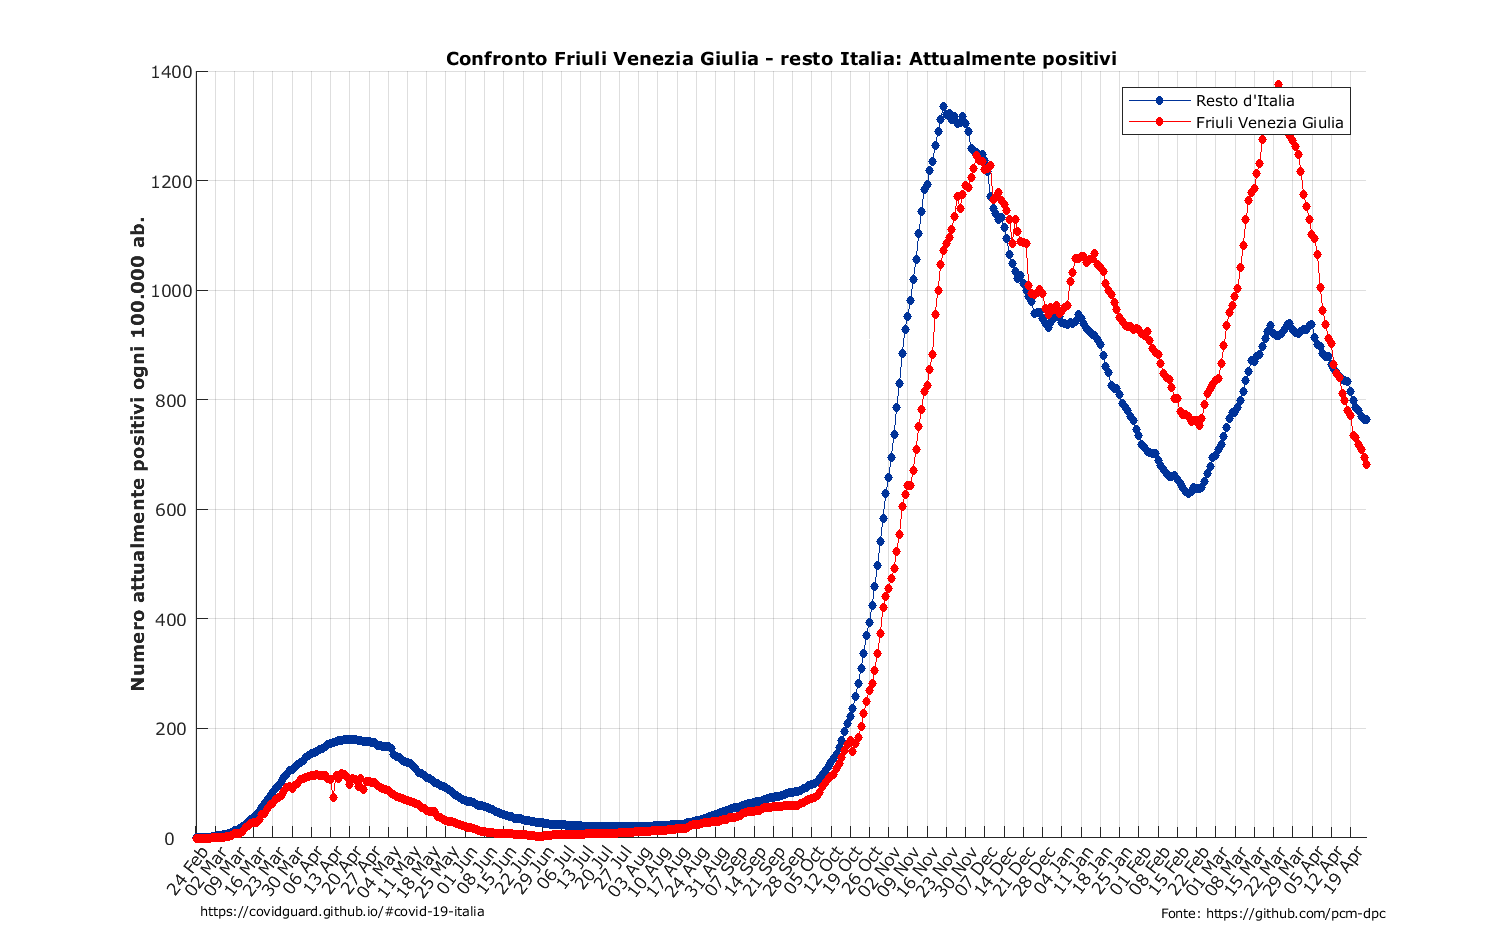 Confronto Friuli Venezia Giulia - resto Italia: Attualmente positivi
Resto d'Italia
Friuli Venezia Giulia
Numero attualmente positivi ogni 100.000 ab.
1400
1200
1000
800
600
400
200
0
24 Feb
02 Mar
09 Mar
16 Mar
23 Mar
30 Mar
06 Apr
13 Apr
20 Apr
27 Apr
04 May
11 May
18 May
25 May
01 Jun
08 Jun
15 Jun
22 Jun
29 Jun
06 Jul
13 Jul
20 Jul
27 Jul
03 Aug
10 Aug
17 Aug
24 Aug
31 Aug
07 Sep
14 Sep
21 Sep
28 Sep
05 Oct
12 Oct
19 Oct
26 Oct
02 Nov
09 Nov
16 Nov
23 Nov
30 Nov
07 Dec
14 Dec
21 Dec
28 Dec
04 Jan
11 Jan
18 Jan
25 Jan
01 Feb
08 Feb
15 Feb
22 Feb
01 Mar
08 Mar
15 Mar
22 Mar
29 Mar
05 Apr
12 Apr
19 Apr
https://covidguard.github.io/#covid-19-italia
Fonte: https://github.com/pcm-dpc